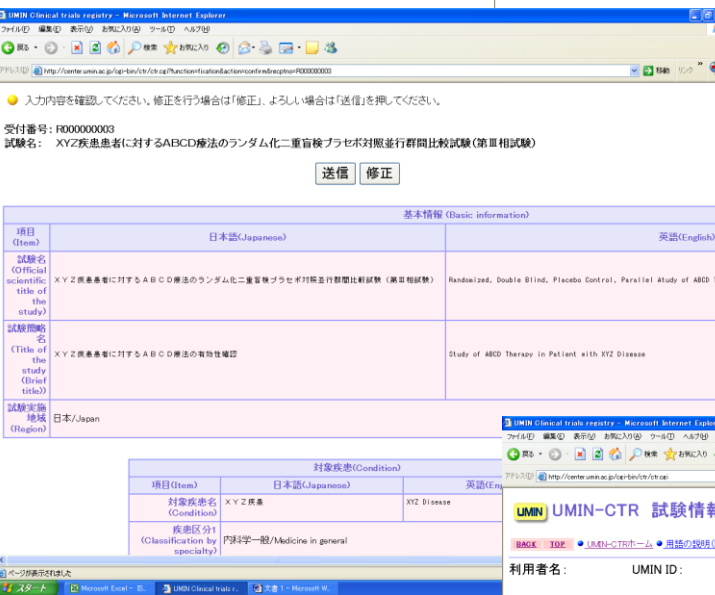 UMIN Clinical trials registry - Microsoft Internet Explorer
ファイル(F) 編集(E) 表示(V) お気に入り(A) ツール(T) ヘルプ(H)
戻る 検索 お気に入り
アドレス(D) http://center.umin.ac.jp/cgi-bin/ctr/ctr.cgi?function=fixation&action=confirm&recptno=R000000003 移動 リンク
入力内容を確認してください。修正を行う場合は「修正」、よろしい場合は「送信」を押してください。
受付番号: R000000003
試験名: XYZ疾患患者に対するABCD療法のランダム化二重盲検プラセボ対照並行群間比較試験(第Ⅲ相試験)
送信 修正
基本情報 (Basic information)
項目 (Item) 日本語(Japanese) 英語(English)
試験名 (Official scientific title of the study) XYZ疾患患者に対するABCD療法のランダム化二重盲検プラセボ対照並行群間比較試験(第Ⅲ相試験) Randomized, Double Blind, Placebo Control, Parallel Atudy of ABCD
試験簡略名 (Title of the study (Brief title)) XYZ疾患患者に対するABCD療法の有効性確認 Study of ABCD Therapy in Patient eith XYZ Disease
試験実施地域 (Region) 日本/Japan
対象疾患(Condition)
項目(Item) 日本語(Japanese) 英語(En
対象疾患名 (Condition) XYZ疾患 XYZ Disease
疾患区分1 (Classification by specialty) 内科学一般/Medicine in general
ページが表示されました
スタート Microsoft Excel - UMIN Clinical trials r. 文書 1 - Microsoft W.
UMIN Clinical trials registry - Microsoft Internet Explo
ファイル(F) 編集(E) 表示(V) お気に入り(A) ツール(T) ヘルプ(H)
戻る 検索 お気に入り
アドレス(D) http://center.umin.ac.jp/cgi-bin/ctr/ctr.cgi
UMIN UMIN-CTR 試験情報
BACK TOP UMIN-CTRホーム 用語の説明(
利用者名: UMIN ID: